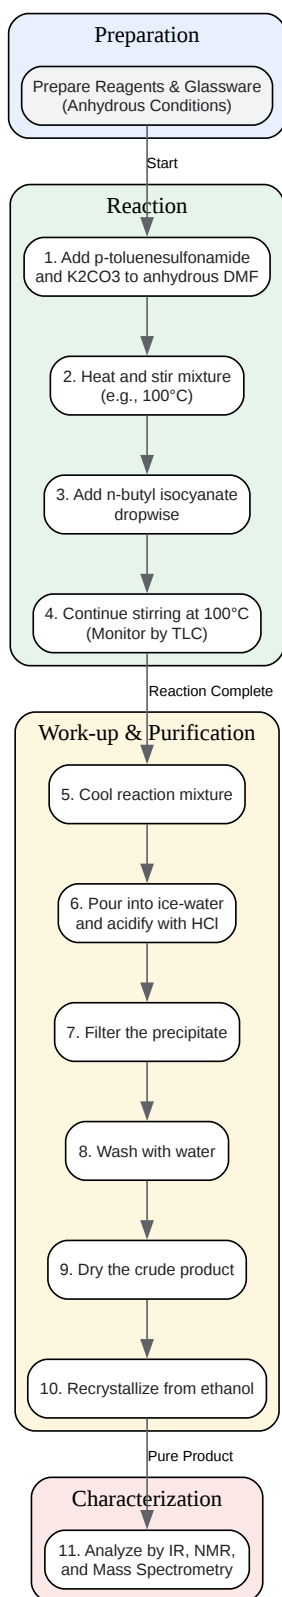 Preparation
Prepare Reagents & Glassware
(Anhydrous Conditions)
Start
Reaction
1. Add p-toluenesulfonamide
and K2CO3 to anhydrous DMF
2. Heat and stir mixture
(e.g., 100°C)
3. Add n-butyl isocyanate
dropwise
4. Continue stirring at 100°C
(Monitor by TLC)
Reaction Complete
Work-up & Purification
5. Cool reaction mixture
6. Pour into ice-water
and acidify with HCl
7. Filter the precipitate
8. Wash with water
9. Dry the crude product
10. Recrystallize from ethanol
Pure Product
Characterization
11. Analyze by IR, NMR,
and Mass Spectrometry